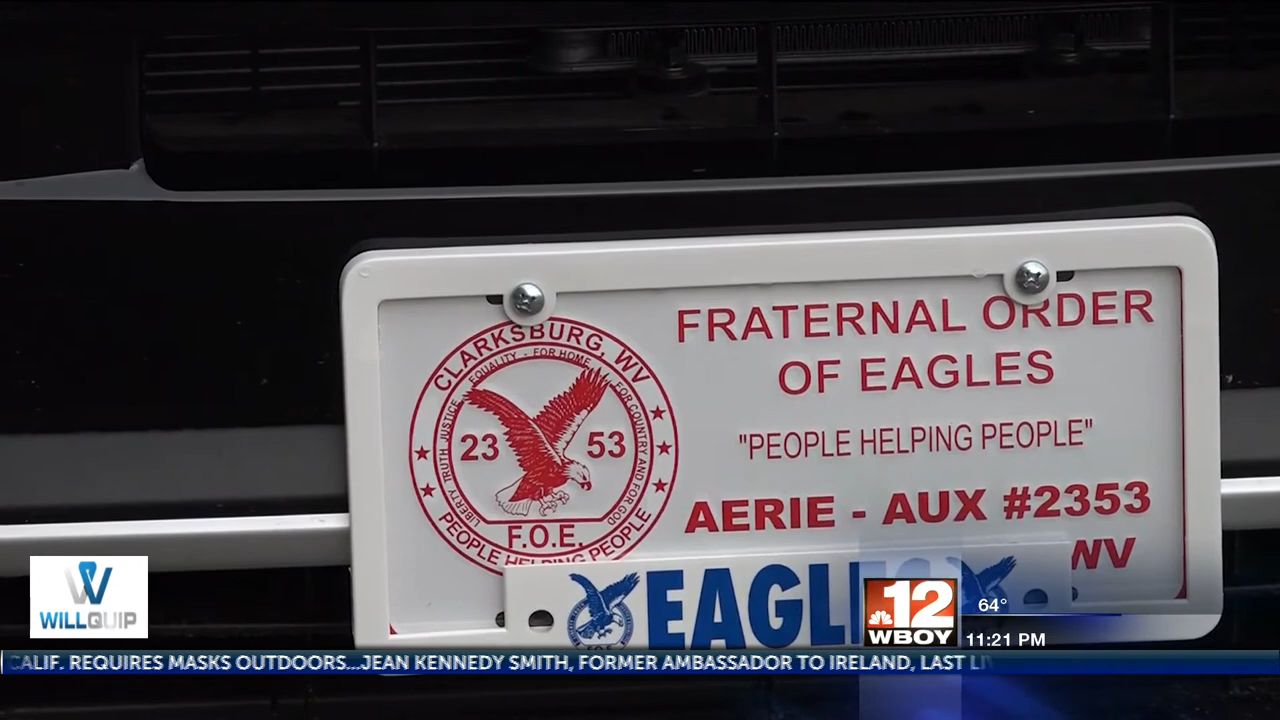 CLARKSBURG, WV
EQUALITY - FOR HOME
LIBERTY TRUTH JUSTICE
FOR COUNTRY AND FOR GOD
23 53
F.O.E.
PEOPLE HELPING PEOPLE
FRATERNAL ORDER
OF EAGLES
"PEOPLE HELPING PEOPLE"
AERIE - AUX #2353
WV
EAGL
WILLQUIP
12
WBOY
64°
11:21 PM
CALIF. REQUIRES MASKS OUTDOORS...JEAN KENNEDY SMITH, FORMER AMBASSADOR TO IRELAND, LAST